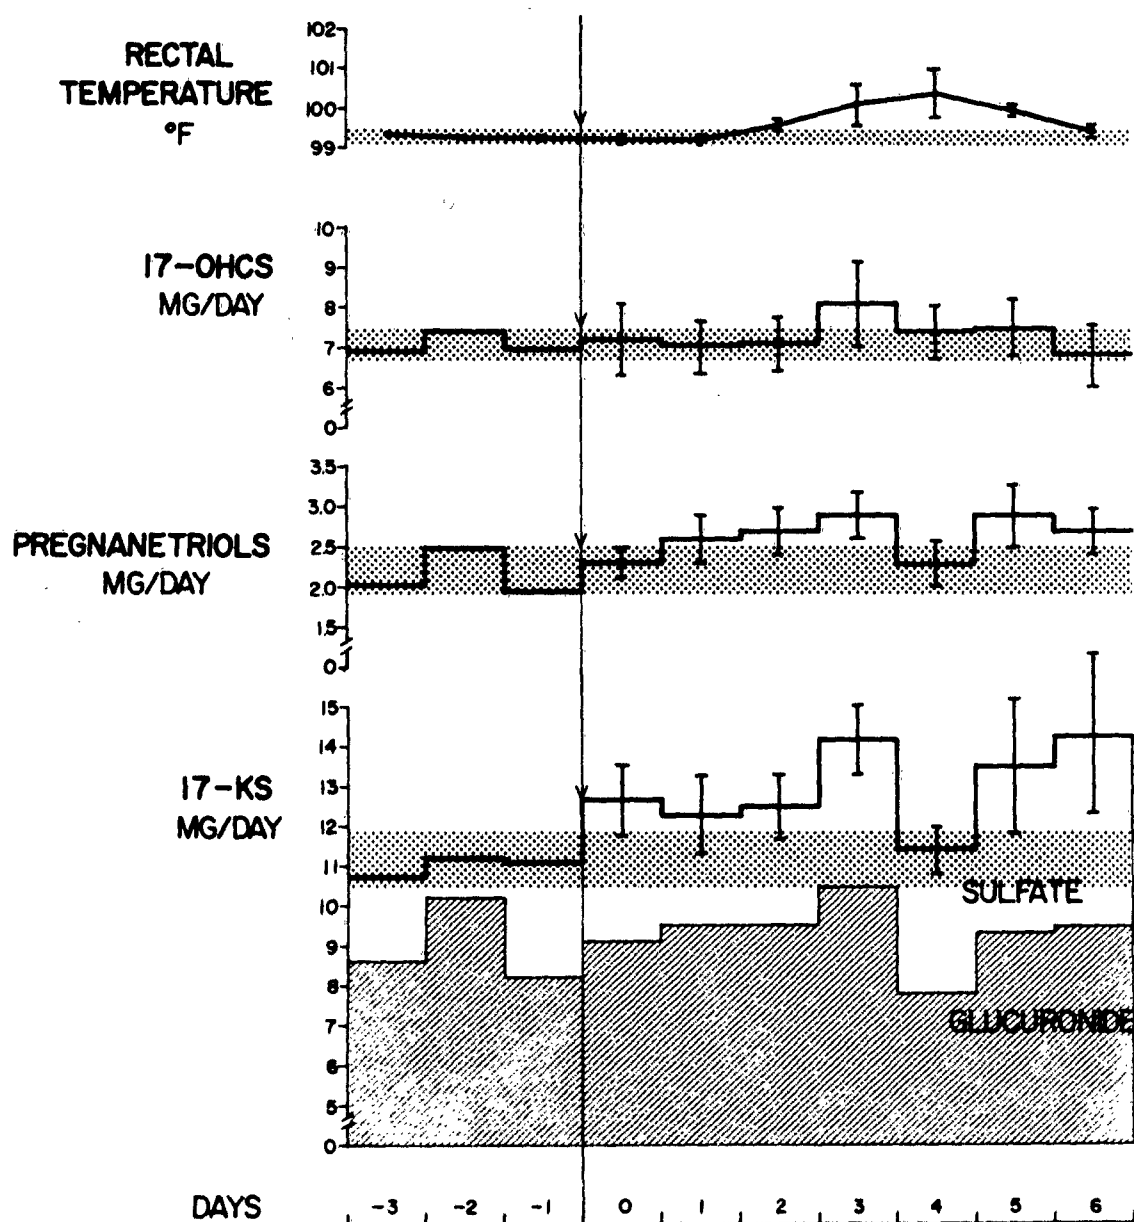 RECTAL
TEMPERATURE
°F
102
101
100
99
17-OHCS
MG/DAY
10
9
8
7
6
0
PREGNANETRIOLS
MG/DAY
3.5
3.0
2.5
2.0
1.5
0
17-KS
MG/DAY
15
14
13
12
11
10
9
8
7
6
5
0
SULFATE
GLUCURONIDE
DAYS -3 -2 -1 0 1 2 3 4 5 6